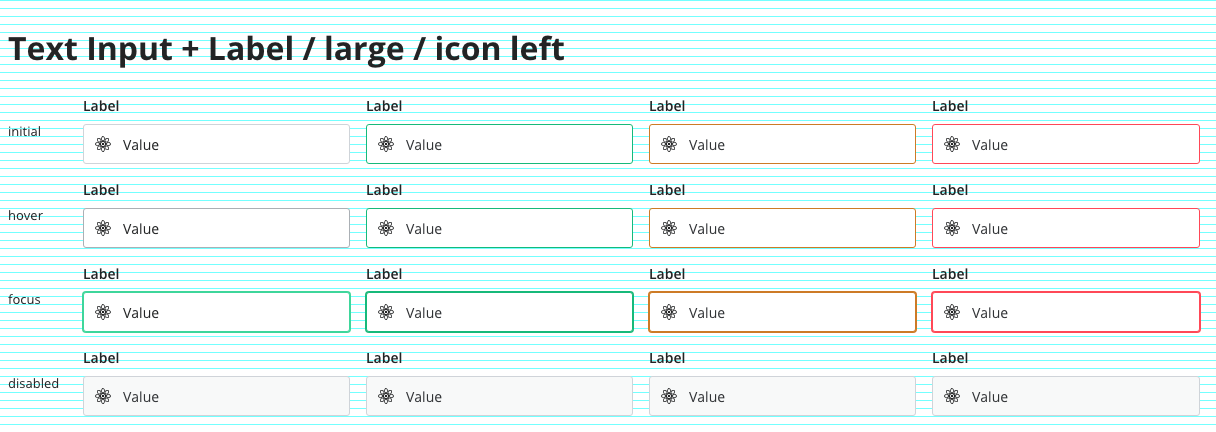 Text Input + Label / large / icon left
Label Label Label Label
initial Value Value Value Value
Label Label Label Label
hover Value Value Value Value
Label Label Label Label
focus Value Value Value Value
Label Label Label Label
disabled Value Value Value Value